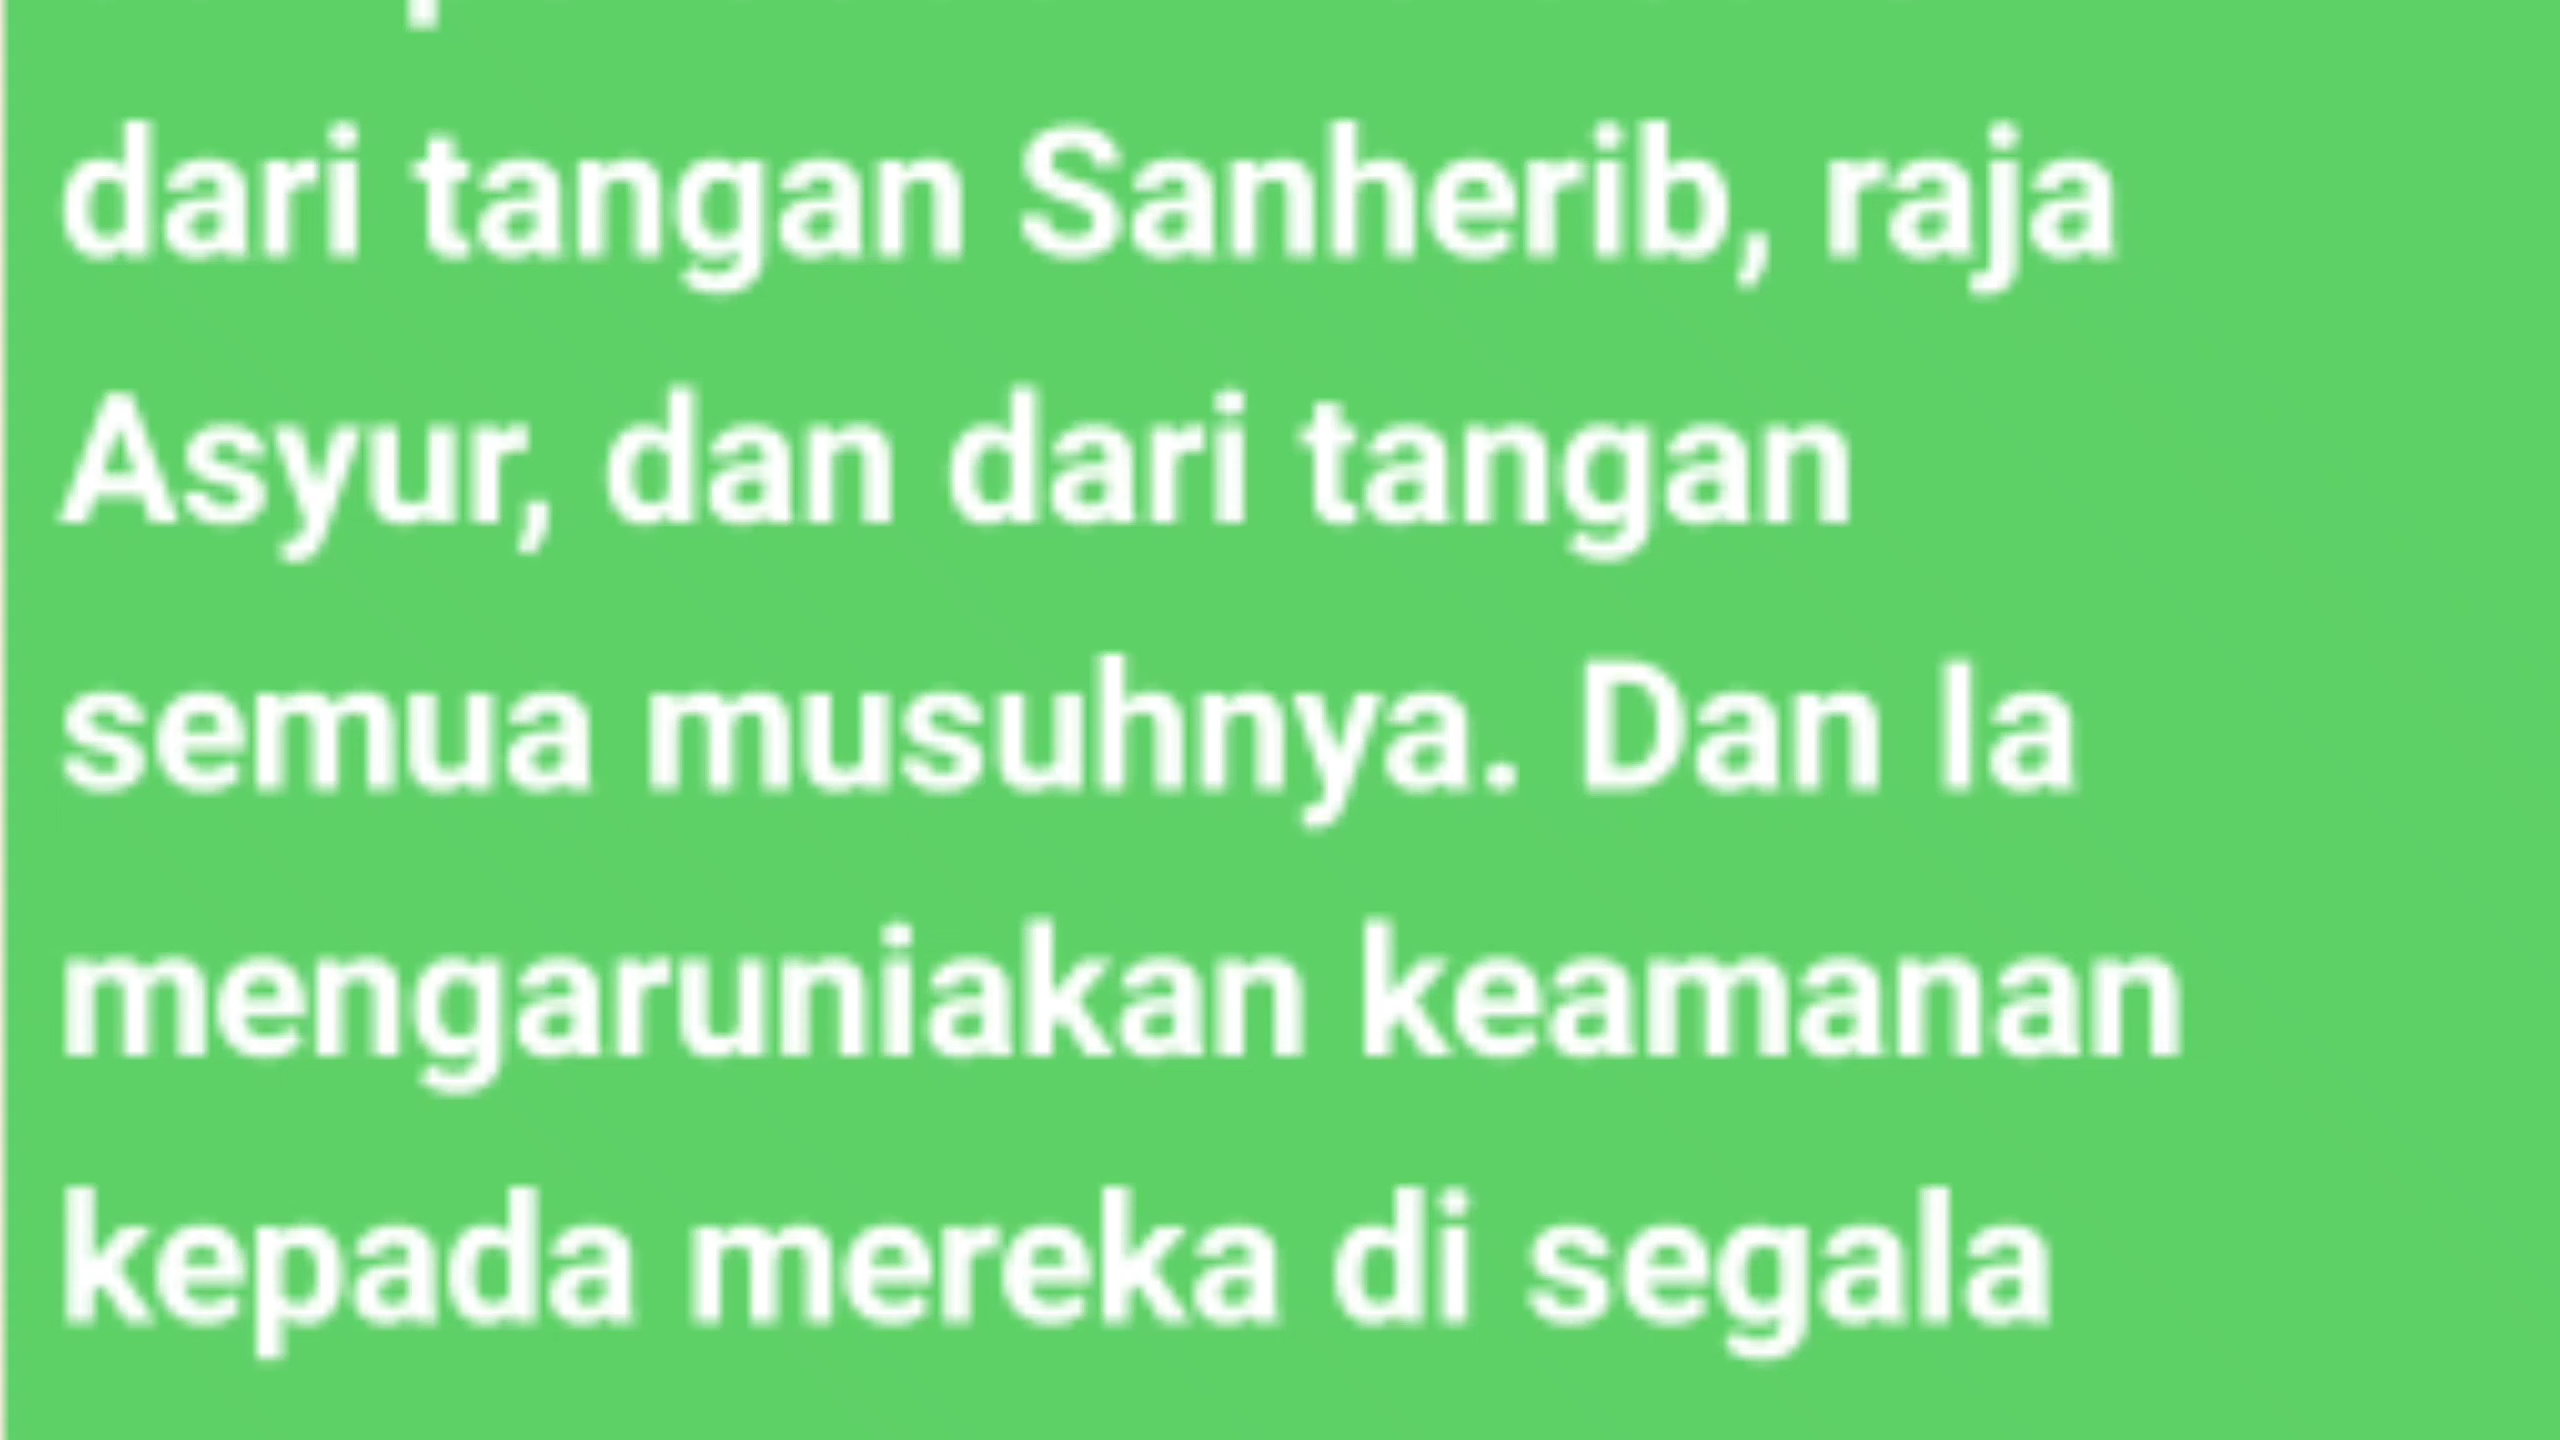 dari tangan Sanherib, raja
Asyur, dan dari tangan
semua musuhnya. Dan Ia
mengaruniakan keamanan
kepada mereka di segala